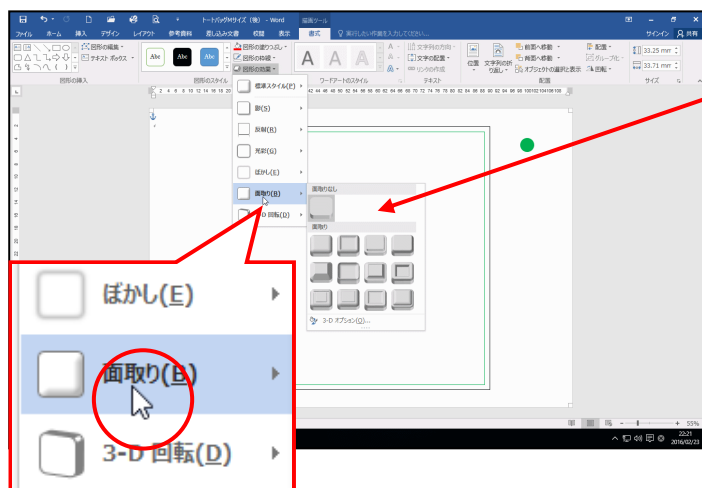 トートバッグMサイズ (後) - Word
描画ツール
ファイル ホーム 挿入 デザイン レイアウト 参考資料 差し込み文書 校閲 表示 書式 実行したい作業を入力してください... サインイン 共有
図形の編集
テキスト ボックス
図形の挿入
Abc Abc Abc
図形の塗りつぶし
図形の枠線
図形の効果
図形のスタイル
A A A
ワードアートのスタイル
文字列の方向
文字の配置
リンクの作成
テキスト
位置
文字列の折り返し
前面へ移動
背面へ移動
オブジェクトの選択と表示
配置
グループ化
回転
配置
33.25 mm
33.71 mm
サイズ
標準スタイル(P)
影(S)
反射(R)
光彩(G)
ぼかし(E)
面取り(B)
3-D 回転(D)
面取りなし
面取り
3-D オプション(O)...
ぼかし(E)
面取り(B)
3-D 回転(D)
55%
22:21
2016/02/23